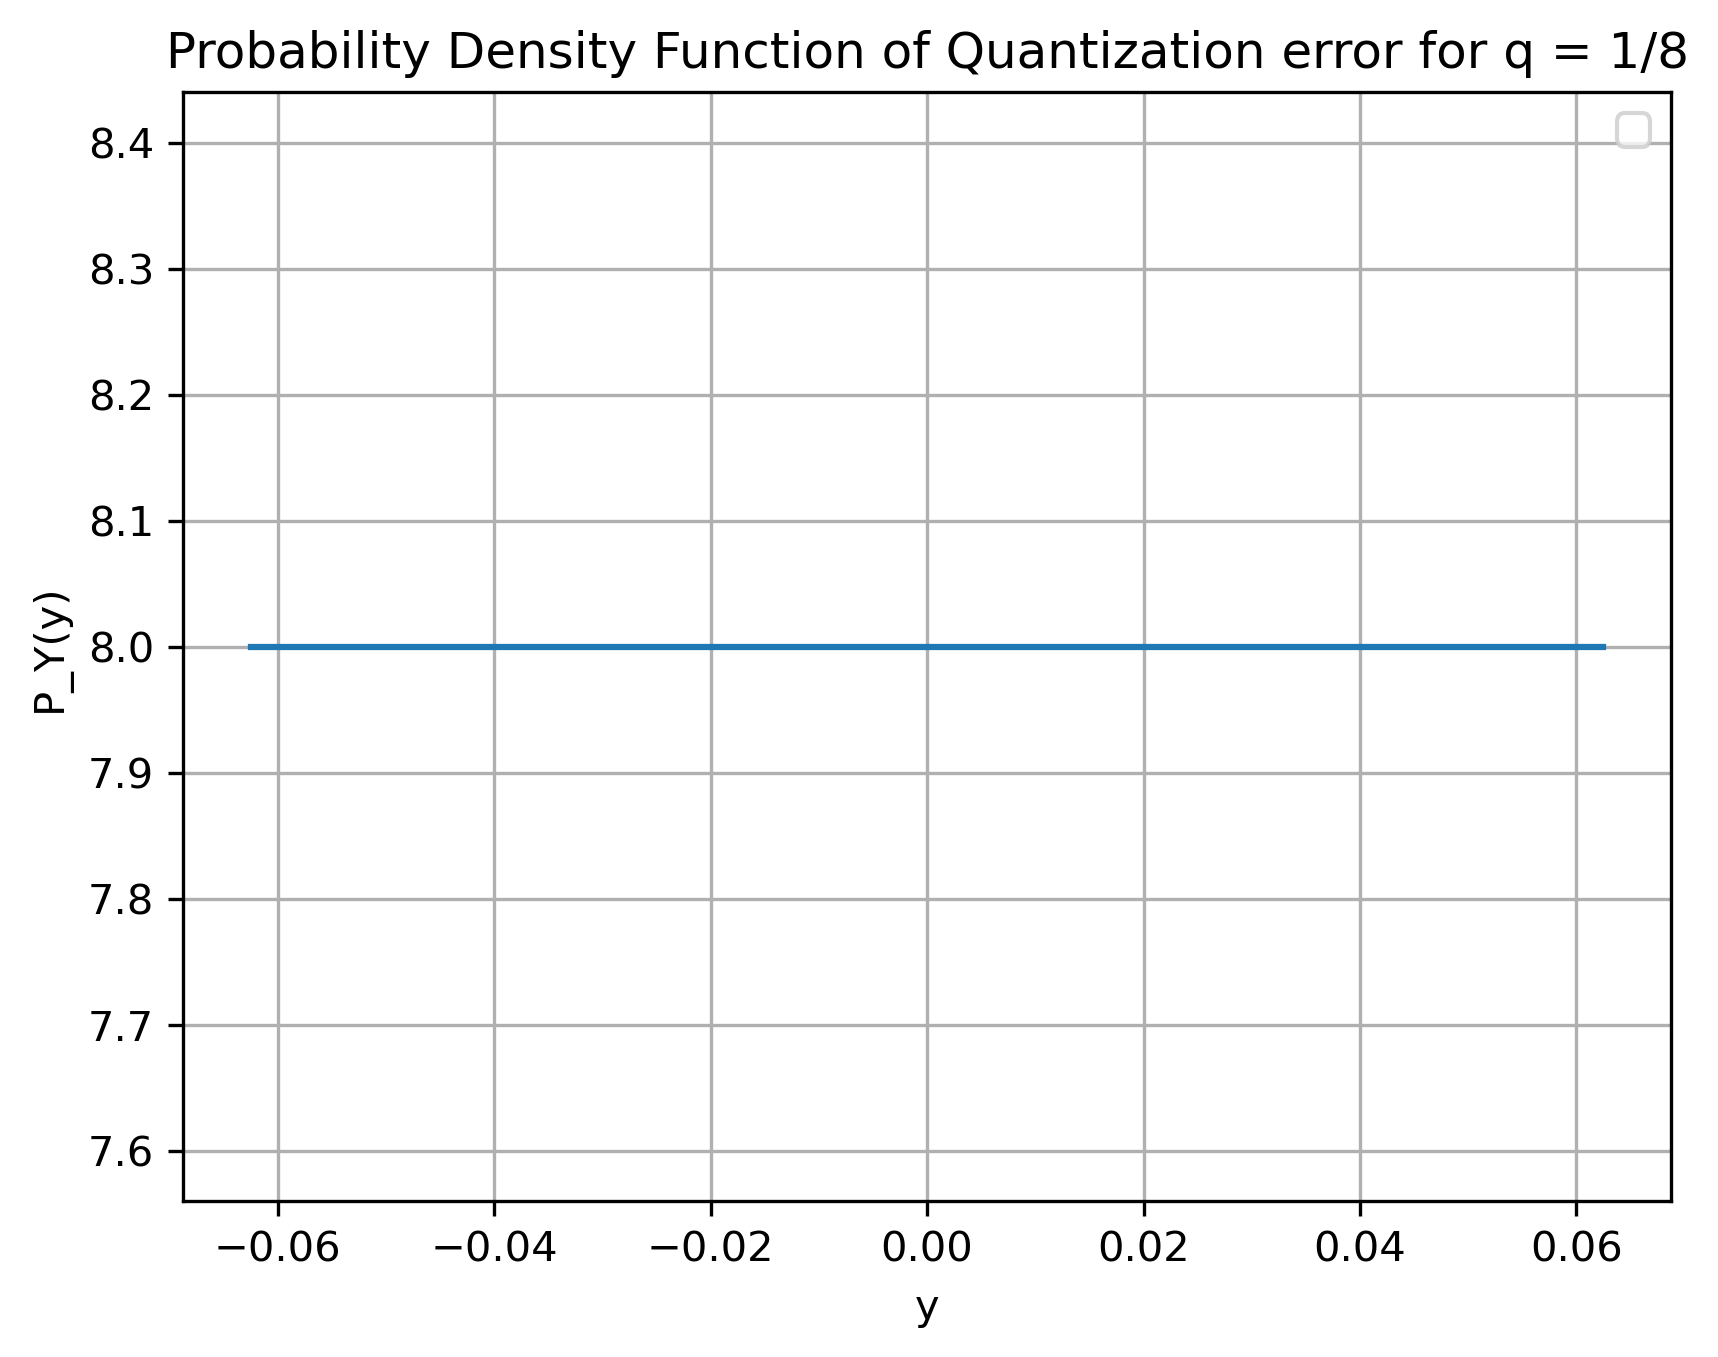 Probability Density Function of Quantization error for q = 1/8
8.4
8.3
8.2
8.1
8.0
7.9
7.8
7.7
7.6
P_Y(y)
−0.06 −0.04 −0.02 0.00 0.02 0.04 0.06
y